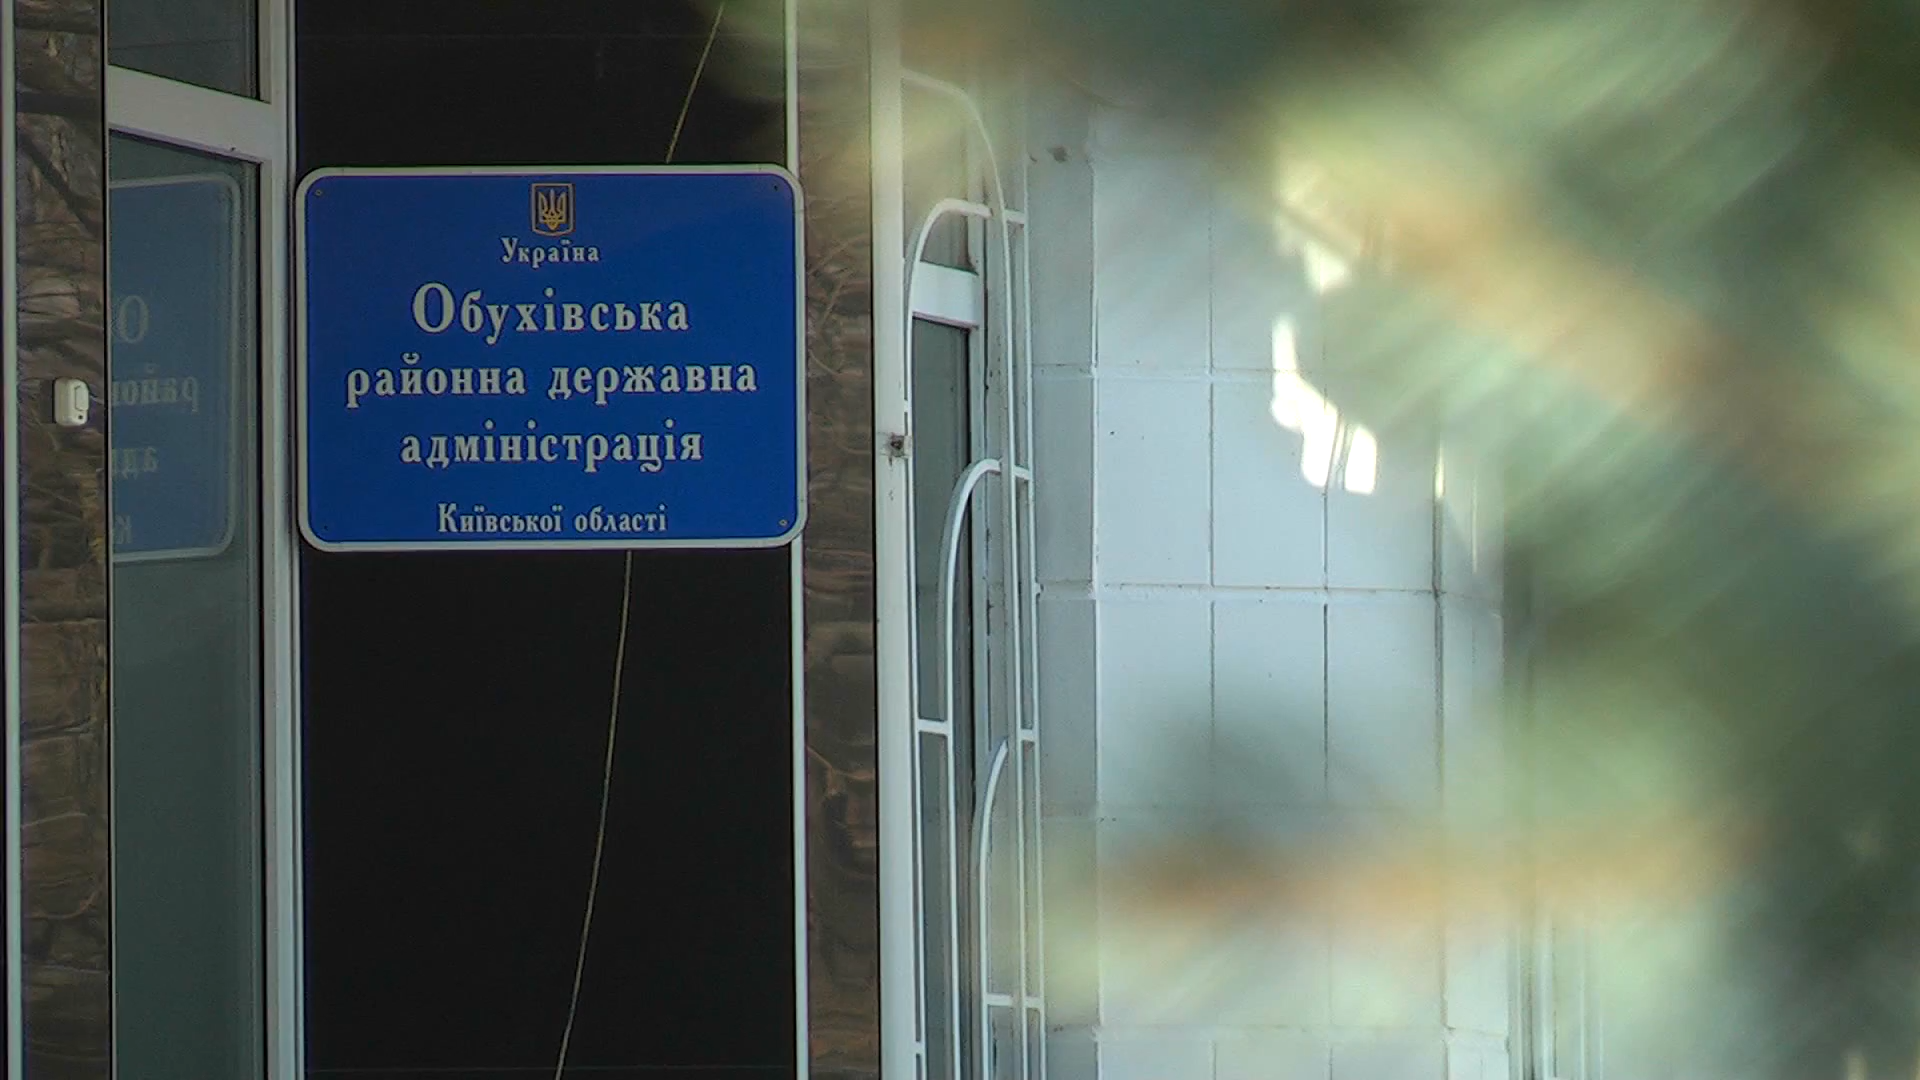 Україна
Обухівська
районна державна
адміністрація
Київської області